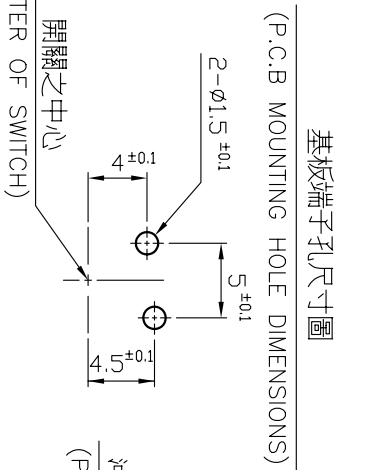 基板端子孔尺寸圖
(P.C.B MOUNTING HOLE DIMENSIONS)
2-Ø1.5 ±0.1
5 ±0.1
4 ±0.1
4.5 ±0.1
開關之中心
TER OF SWITCH)
(P